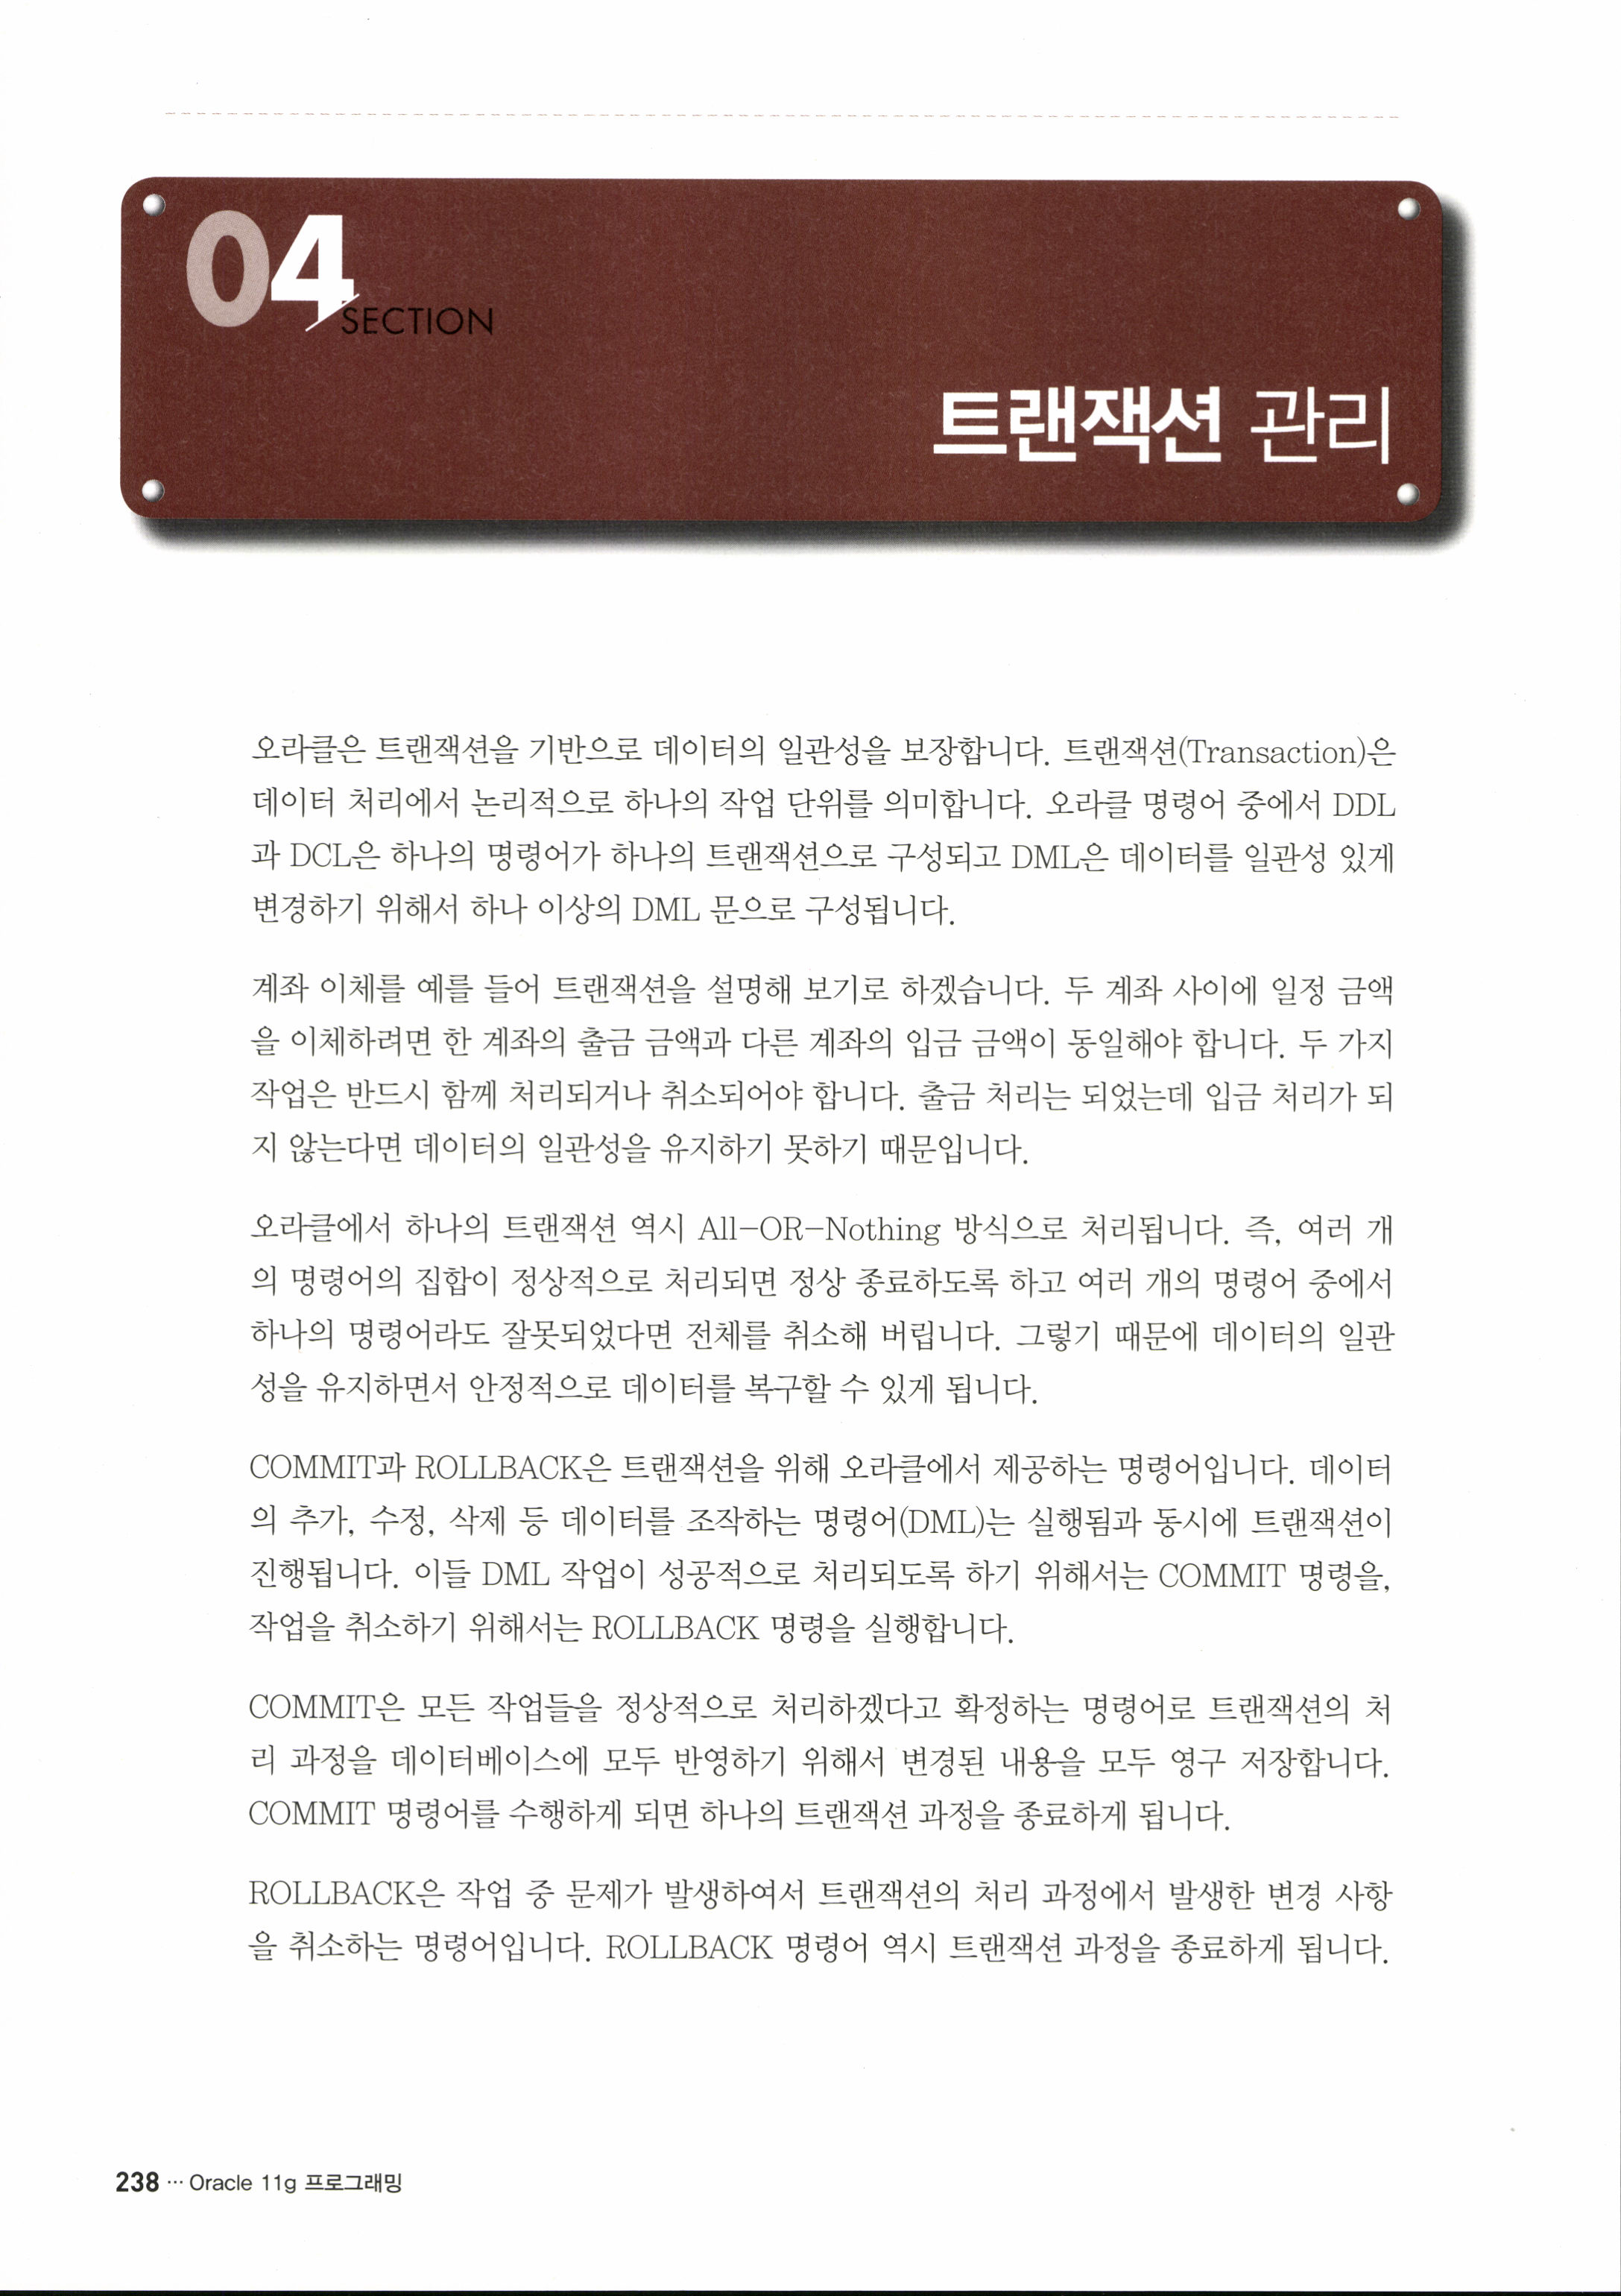 04
SECTION
트랜잭션 관리
오라클은 트랜잭션을 기반으로 데이터의 일관성을 보장합니다. 트랜잭션(Transaction)은
데이터 처리에서 논리적으로 하나의 작업 단위를 의미합니다. 오라클 명령어 중에서 DDL
과 DCL은 하나의 명령어가 하나의 트랜잭션으로 구성되고 DML은 데이터를 일관성 있게
변경하기 위해서 하나 이상의 DML 문으로 구성됩니다.
계좌 이체를 예를 들어 트랜잭션을 설명해 보기로 하겠습니다. 두 계좌 사이에 일정 금액
을 이체하려면 한 계좌의 출금 금액과 다른 계좌의 입금 금액이 동일해야 합니다. 두 가지
작업은 반드시 함께 처리되거나 취소되어야 합니다. 출금 처리는 되었는데 입금 처리가 되
지 않는다면 데이터의 일관성을 유지하기 못하기 때문입니다.
오라클에서 하나의 트랜잭션 역시 All-OR-Nothing 방식으로 처리됩니다. 즉, 여러 개
의 명령어의 집합이 정상적으로 처리되면 정상 종료하도록 하고 여러 개의 명령어 중에서
하나의 명령어라도 잘못되었다면 전체를 취소해 버립니다. 그렇기 때문에 데이터의 일관
성을 유지하면서 안정적으로 데이터를 복구할 수 있게 됩니다.
COMMIT과 ROLLBACK은 트랜잭션을 위해 오라클에서 제공하는 명령어입니다. 데이터
의 추가, 수정, 삭제 등 데이터를 조작하는 명령어(DML)는 실행됨과 동시에 트랜잭션이
진행됩니다. 이들 DML 작업이 성공적으로 처리되도록 하기 위해서는 COMMIT 명령을,
작업을 취소하기 위해서는 ROLLBACK 명령을 실행합니다.
COMMIT은 모든 작업들을 정상적으로 처리하겠다고 확정하는 명령어로 트랜잭션의 처
리 과정을 데이터베이스에 모두 반영하기 위해서 변경된 내용을 모두 영구 저장합니다.
COMMIT 명령어를 수행하게 되면 하나의 트랜잭션 과정을 종료하게 됩니다.
ROLLBACK은 작업 중 문제가 발생하여서 트랜잭션의 처리 과정에서 발생한 변경 사항
을 취소하는 명령어입니다. ROLLBACK 명령어 역시 트랜잭션 과정을 종료하게 됩니다.
238 ··· Oracle 11g 프로그래밍